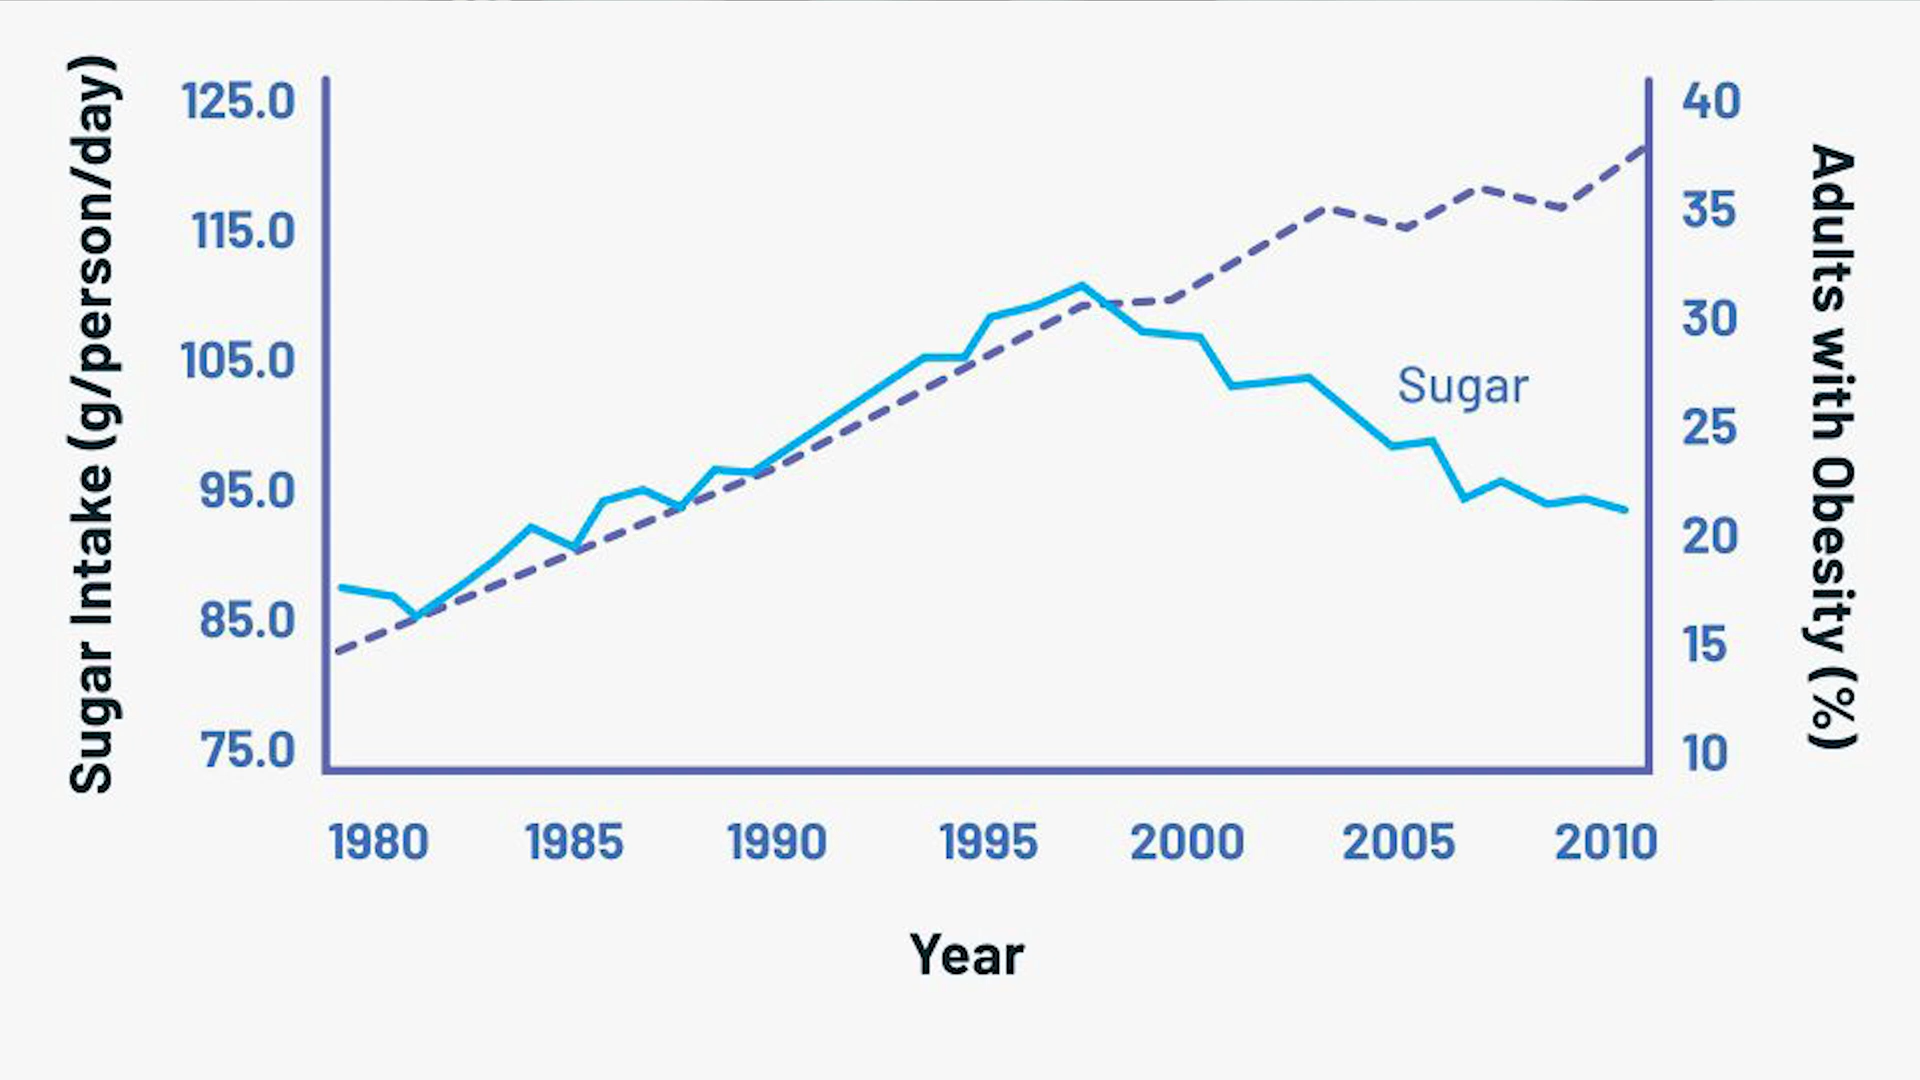 Sugar Intake (g/person/day)
125.0
115.0
105.0
95.0
85.0
75.0
40
35
30
25
20
15
10
Adults with Obesity (%)
Sugar
1980 1985 1990 1995 2000 2005 2010
Year